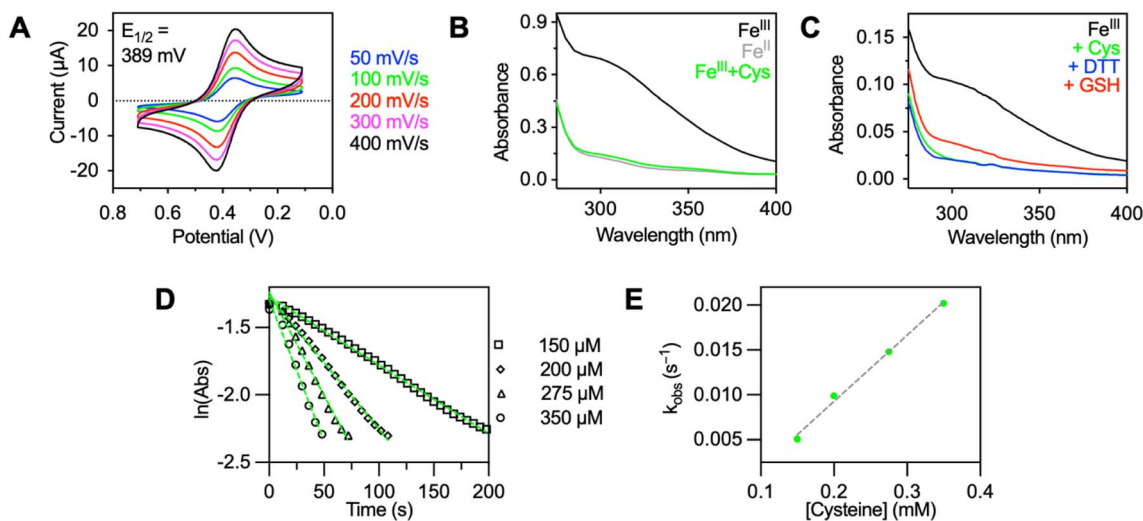 A
E1/2 =
389 mV
Current (µA)
20
10
0
-10
-20
0.8
0.6
0.4
0.2
0.0
Potential (V)
50 mV/s
100 mV/s
200 mV/s
300 mV/s
400 mV/s
B
Absorbance
0.9
0.6
0.3
0.0
300
350
400
Wavelength (nm)
FeIII
FeII
FeIII+Cys
C
Absorbance
0.15
0.10
0.05
0.00
300
350
400
Wavelength (nm)
FeIII
+ Cys
+ DTT
+ GSH
D
ln(Abs)
-1.5
-2.0
-2.5
0
50
100
150
200
Time (s)
150 µM
200 µM
275 µM
350 µM
E
kobs (s−1)
0.020
0.015
0.010
0.005
0.1
0.2
0.3
0.4
[Cysteine] (mM)